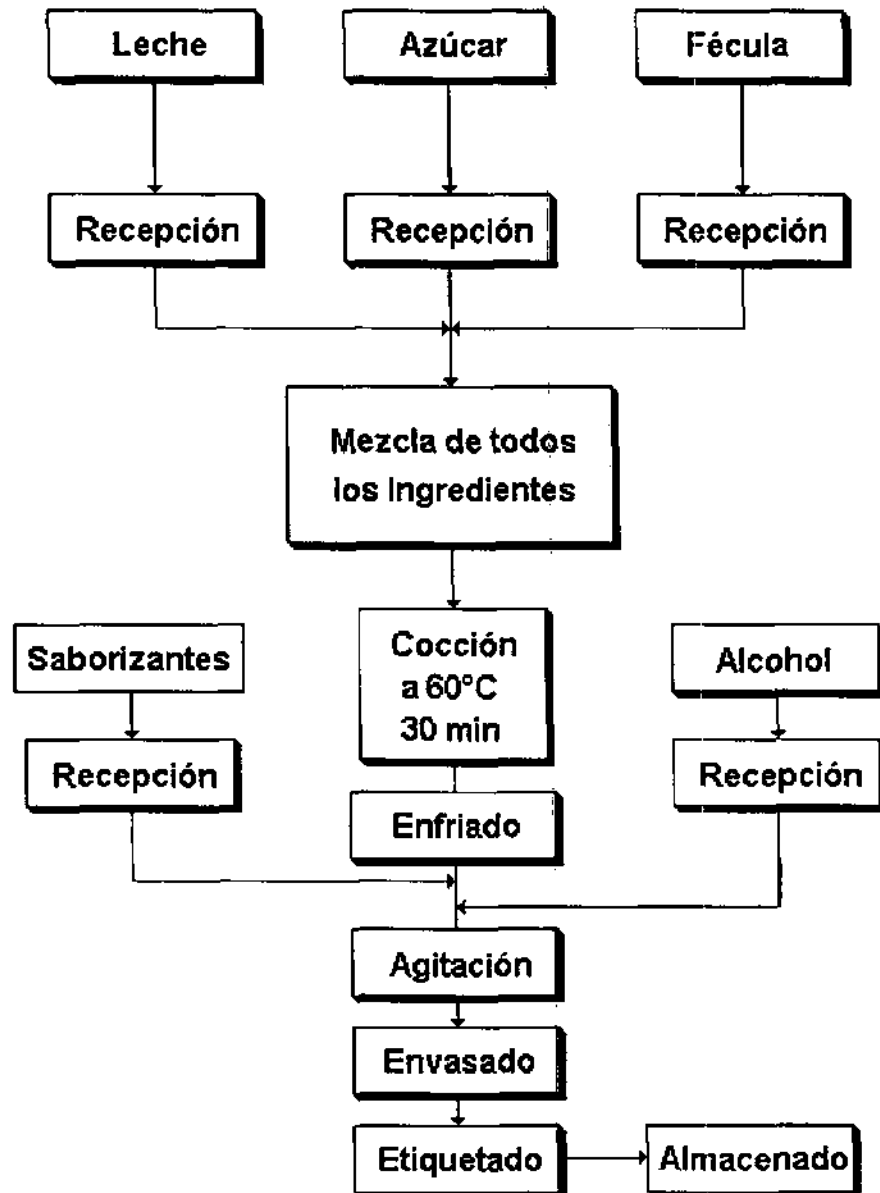 Leche
Azúcar
Fécula
Recepción
Recepción
Recepción
Mezcla de todos
los Ingredientes
Cocción
a 60°C
30 min
Saborizantes
Alcohol
Recepción
Recepción
Enfriado
Agitación
Envasado
Etiquetado
Almacenado